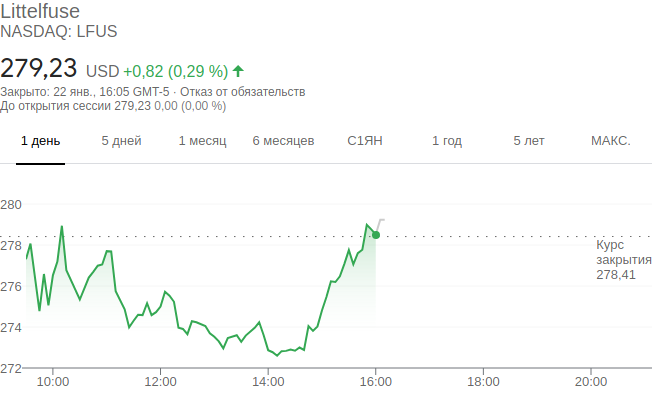 Littelfuse
NASDAQ: LFUS
279,23 USD +0,82 (0,29 %)
Закрыто: 22 янв., 16:05 GMT-5 · Отказ от обязательств
До открытия сессии 279,23 0,00 (0,00 %)
1 день 5 дней 1 месяц 6 месяцев С1ЯН 1 год 5 лет МАКС.
280
278
276
274
272
Курс
закрытия
278,41
10:00 12:00 14:00 16:00 18:00 20:00